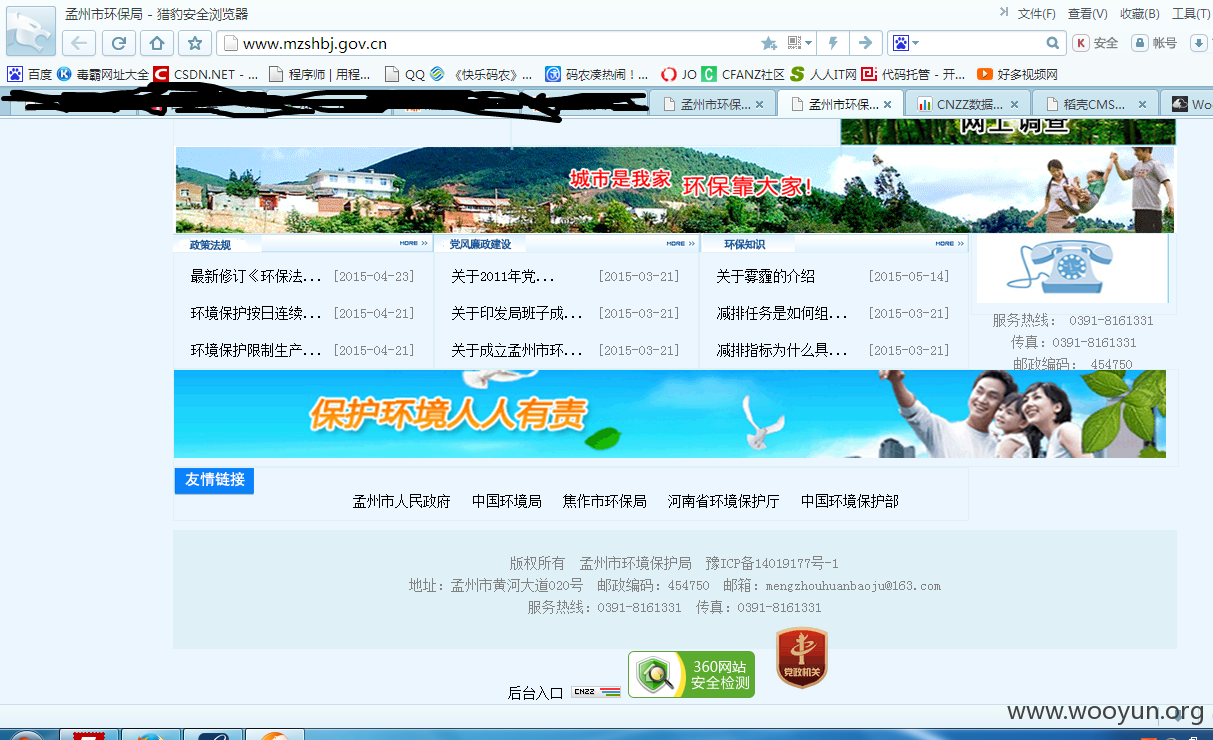 孟州市环保局 - 猎豹安全浏览器
文件(F) 查看(V) 收藏(B) 工具(T)
www.mzshbj.gov.cn
安全 帐号
百度 毒霸网址大全 CSDN.NET - ... 程序师 | 用程... QQ 《快乐码农》... 码农凑热闹！... JO CFANZ社区 人人IT网 代码托管 - 开... 好多视频网
孟州市环保... 孟州市环保... CNZZ数据... 稻壳CMS... Wo
网上调查
城市是我家 环保靠大家!
政策法规 MORE >>
最新修订《环保法... [2015-04-23]
环境保护按日连续... [2015-04-21]
环境保护限制生产... [2015-04-21]
党风廉政建设 MORE >>
关于2011年党... [2015-03-21]
关于印发局班子成... [2015-03-21]
关于成立孟州市环... [2015-03-21]
环保知识 MORE >>
关于雾霾的介绍 [2015-05-14]
减排任务是如何组... [2015-03-21]
减排指标为什么具... [2015-03-21]
服务热线： 0391-8161331
传真：0391-8161331
邮政编码： 454750
保护环境人人有责
友情链接
孟州市人民政府 中国环境局 焦作市环保局 河南省环境保护厅 中国环境保护部
版权所有 孟州市环境保护局 豫ICP备14019177号-1
地址：孟州市黄河大道020号 邮政编码：454750 邮箱：mengzhouhuanbaoju@163.com
服务热线：0391-8161331 传真：0391-8161331
后台入口 CNZZ
360网站
安全检测
党政机关
www.wooyun.org